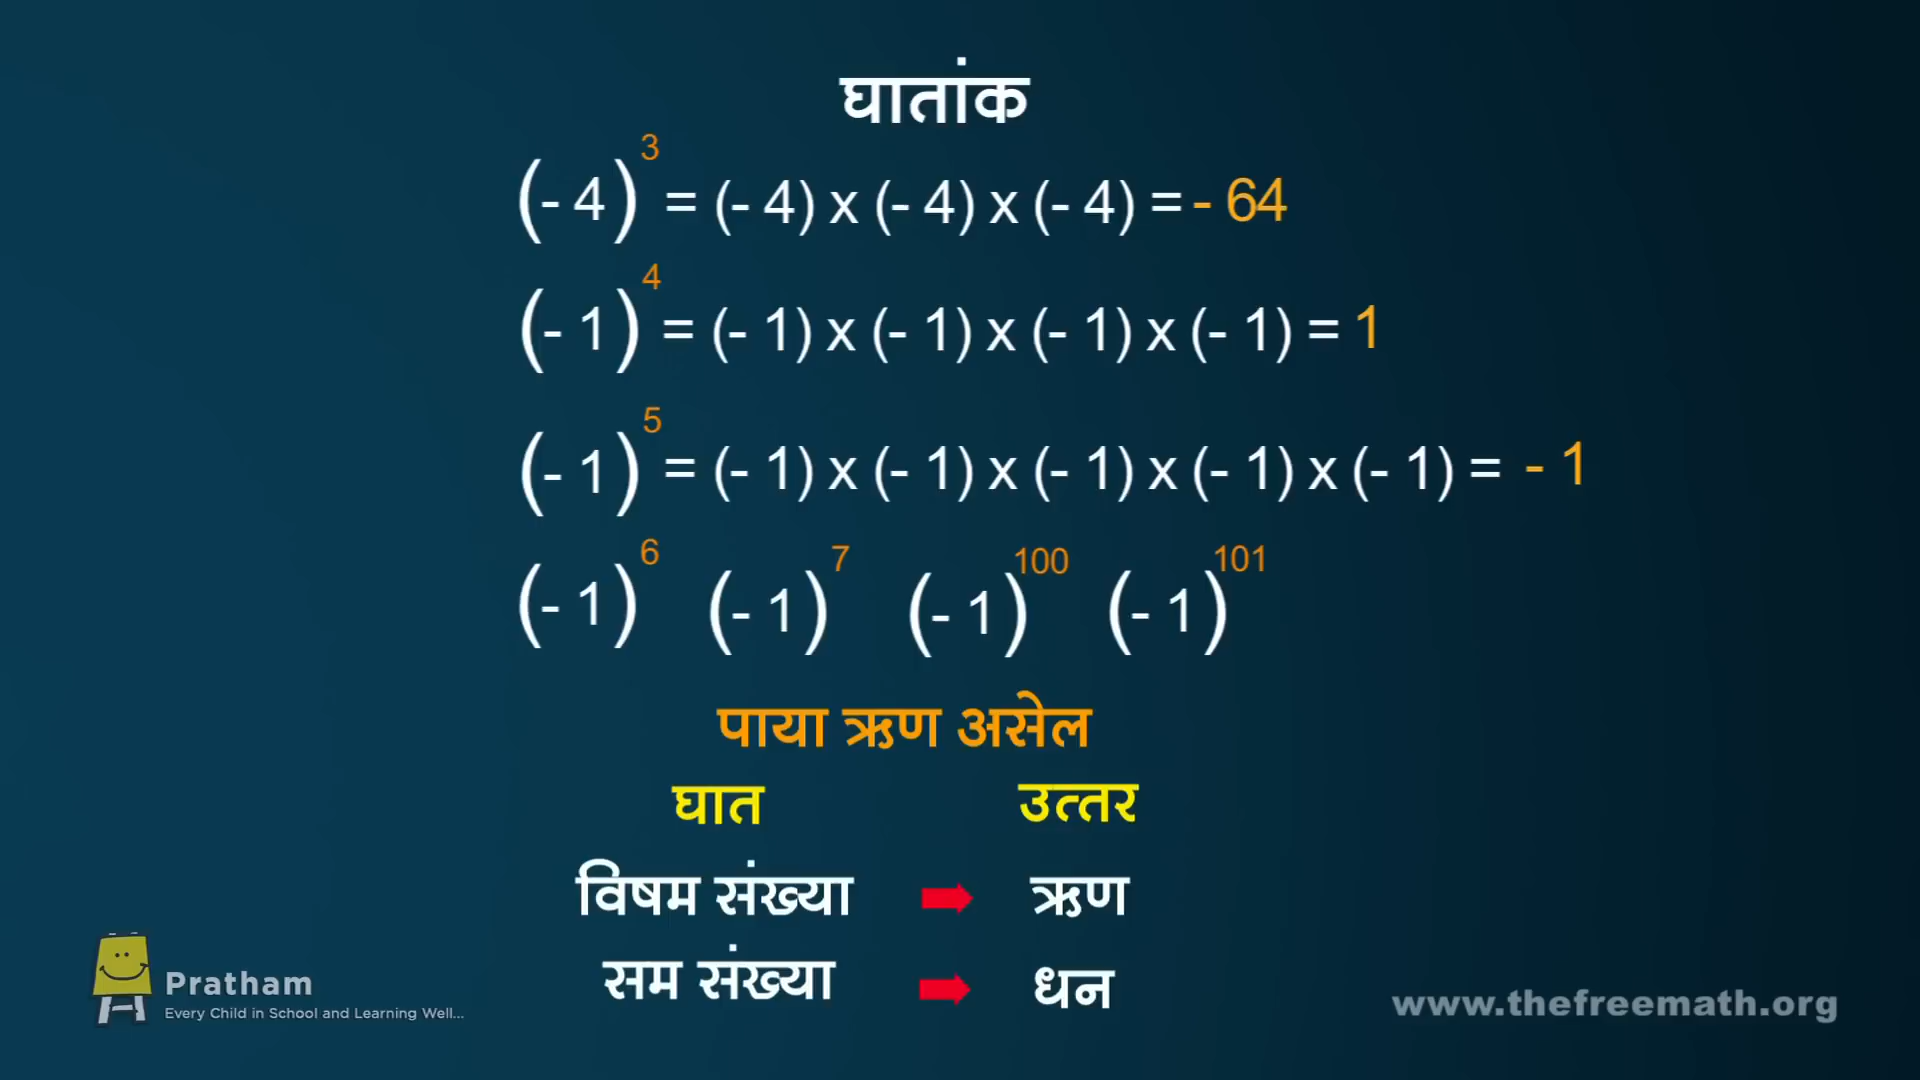 घातांक
(- 4)³ = (- 4) x (- 4) x (- 4) = - 64
(- 1)⁴ = (- 1) x (- 1) x (- 1) x (- 1) = 1
(- 1)⁵ = (- 1) x (- 1) x (- 1) x (- 1) x (- 1) = - 1
(- 1)⁶ (- 1)⁷ (- 1)¹⁰⁰ (- 1)¹⁰¹
पाया ऋण असेल
घात उत्तर
विषम संख्या ➡ ऋण
सम संख्या ➡ धन
Pratham
Every Child in School and Learning Well...
www.thefreemath.org